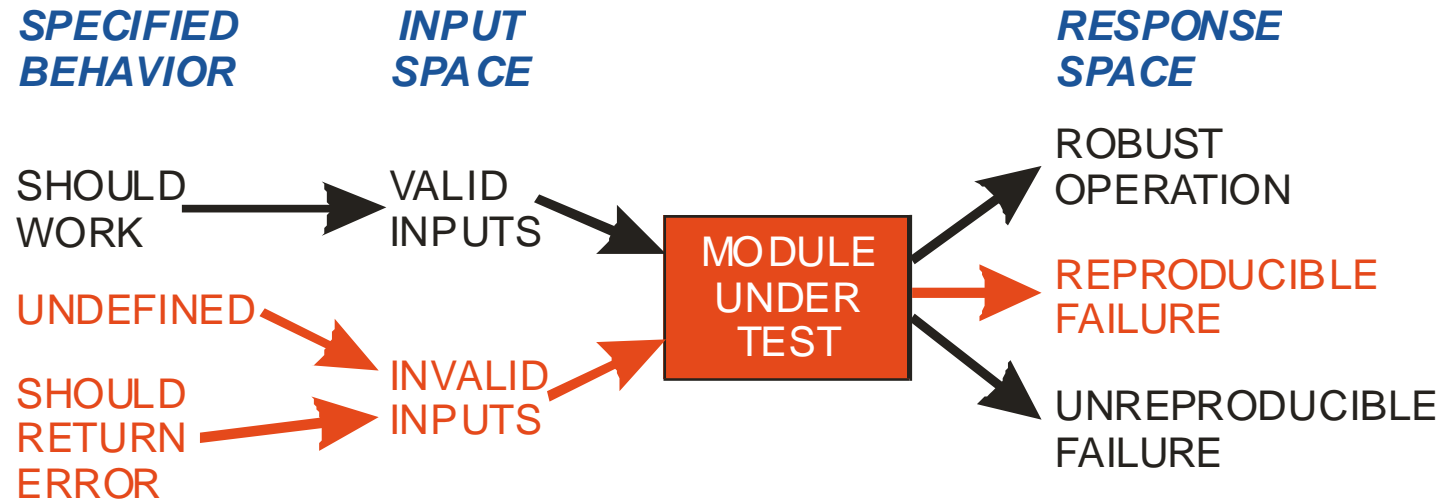 SPECIFIED
BEHAVIOR
INPUT
SPACE
RESPONSE
SPACE
SHOULD
WORK
UNDEFINED
SHOULD
RETURN
ERROR
VALID
INPUTS
INVALID
INPUTS
MODULE
UNDER
TEST
ROBUST
OPERATION
REPRODUCIBLE
FAILURE
UNREPRODUCIBLE
FAILURE